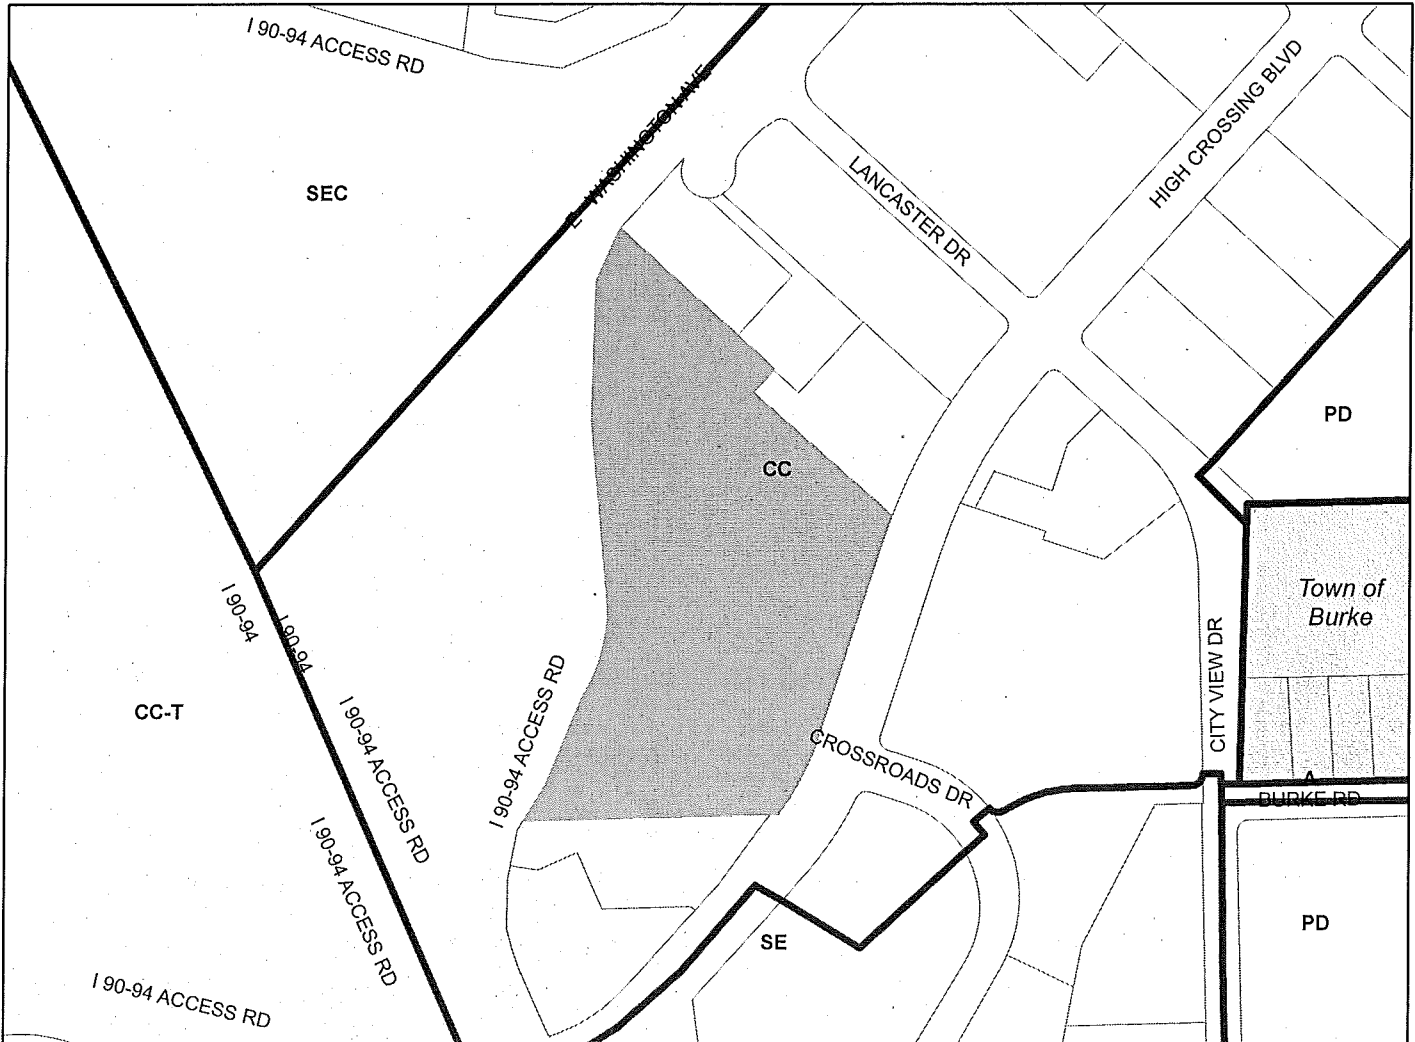 I 90-94 ACCESS RD
E WASHINGTON AVE
HIGH CROSSING BLVD
LANCASTER DR
SEC
PD
CC
Town of
Burke
I 90-94
I 90-94
CITY VIEW DR
I 90-94 ACCESS RD
I 90-94 ACCESS RD
CC-T
CROSSROADS DR
A
BURKE RD
I 90-94 ACCESS RD
SE
PD
I 90-94 ACCESS RD